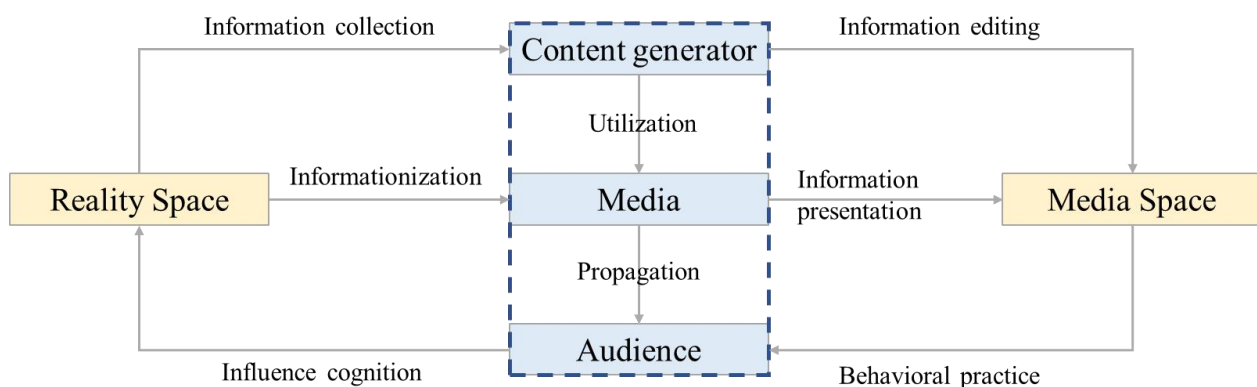 Information collection
Content generator
Information editing
Utilization
Reality Space
Informationization
Media
Information
presentation
Media Space
Propagation
Audience
Influence cognition
Behavioral practice